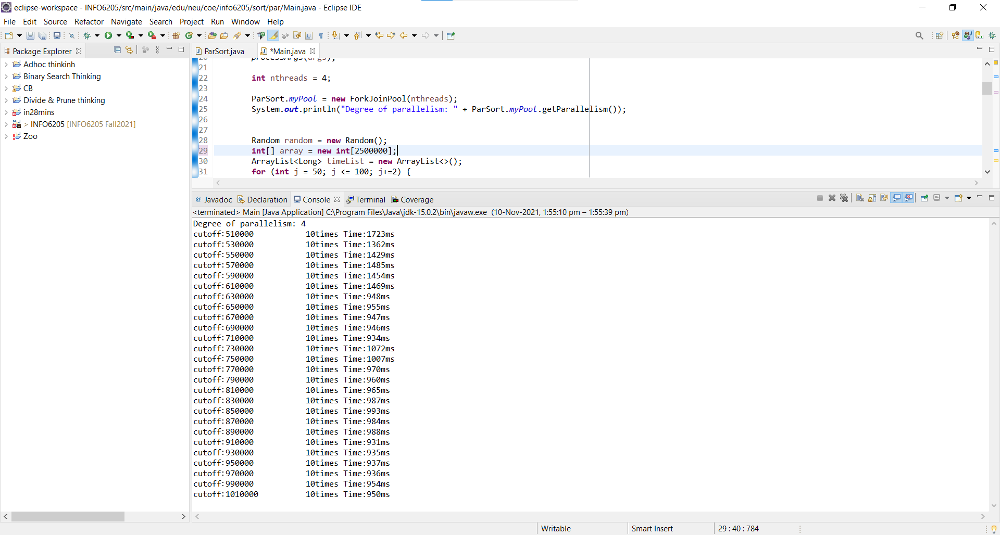 eclipse-workspace - INFO6205/src/main/java/edu/neu/coe/info6205/sort/par/Main.java - Eclipse IDE
File Edit Source Refactor Navigate Search Project Run Window Help
Package Explorer
Adhoc thinkinh
Binary Search Thinking
CB
Divide & Prune thinking
in28mins
> INFO6205 [INFO6205 Fall2021]
Zoo
ParSort.java *Main.java
20 processArgs(args);
21
22 int nthreads = 4;
23
24 ParSort.myPool = new ForkJoinPool(nthreads);
25 System.out.println("Degree of parallelism: " + ParSort.myPool.getParallelism());
26
27
28 Random random = new Random();
29 int[] array = new int[2500000];
30 ArrayList<Long> timeList = new ArrayList<>();
31 for (int j = 50; j <= 100; j+=2) {
@ Javadoc Declaration Console Terminal Coverage
<terminated> Main [Java Application] C:\Program Files\Java\jdk-15.0.2\bin\javaw.exe (10-Nov-2021, 1:55:10 pm – 1:55:39 pm)
Degree of parallelism: 4
cutoff:510000 10times Time:1723ms
cutoff:530000 10times Time:1362ms
cutoff:550000 10times Time:1429ms
cutoff:570000 10times Time:1485ms
cutoff:590000 10times Time:1454ms
cutoff:610000 10times Time:1469ms
cutoff:630000 10times Time:948ms
cutoff:650000 10times Time:955ms
cutoff:670000 10times Time:947ms
cutoff:690000 10times Time:946ms
cutoff:710000 10times Time:934ms
cutoff:730000 10times Time:1072ms
cutoff:750000 10times Time:1007ms
cutoff:770000 10times Time:970ms
cutoff:790000 10times Time:960ms
cutoff:810000 10times Time:965ms
cutoff:830000 10times Time:987ms
cutoff:850000 10times Time:993ms
cutoff:870000 10times Time:984ms
cutoff:890000 10times Time:988ms
cutoff:910000 10times Time:931ms
cutoff:930000 10times Time:935ms
cutoff:950000 10times Time:937ms
cutoff:970000 10times Time:936ms
cutoff:990000 10times Time:954ms
cutoff:1010000 10times Time:950ms
Writable Smart Insert 29 : 40 : 784